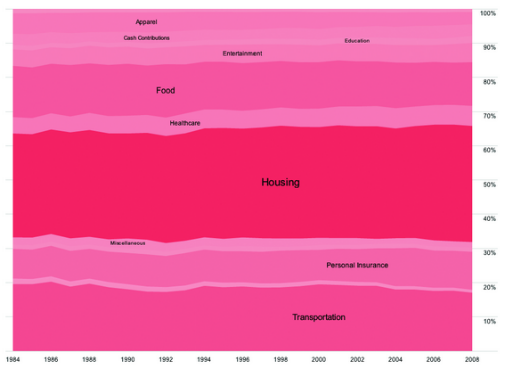 100%
Apparel
Cash Contributions
Education
90%
Entertainment
80%
Food
70%
Healthcare
60%
Housing
50%
40%
Miscellaneous
30%
Personal Insurance
20%
Transportation
10%
1984 1986 1988 1990 1992 1994 1996 1998 2000 2002 2004 2006 2008